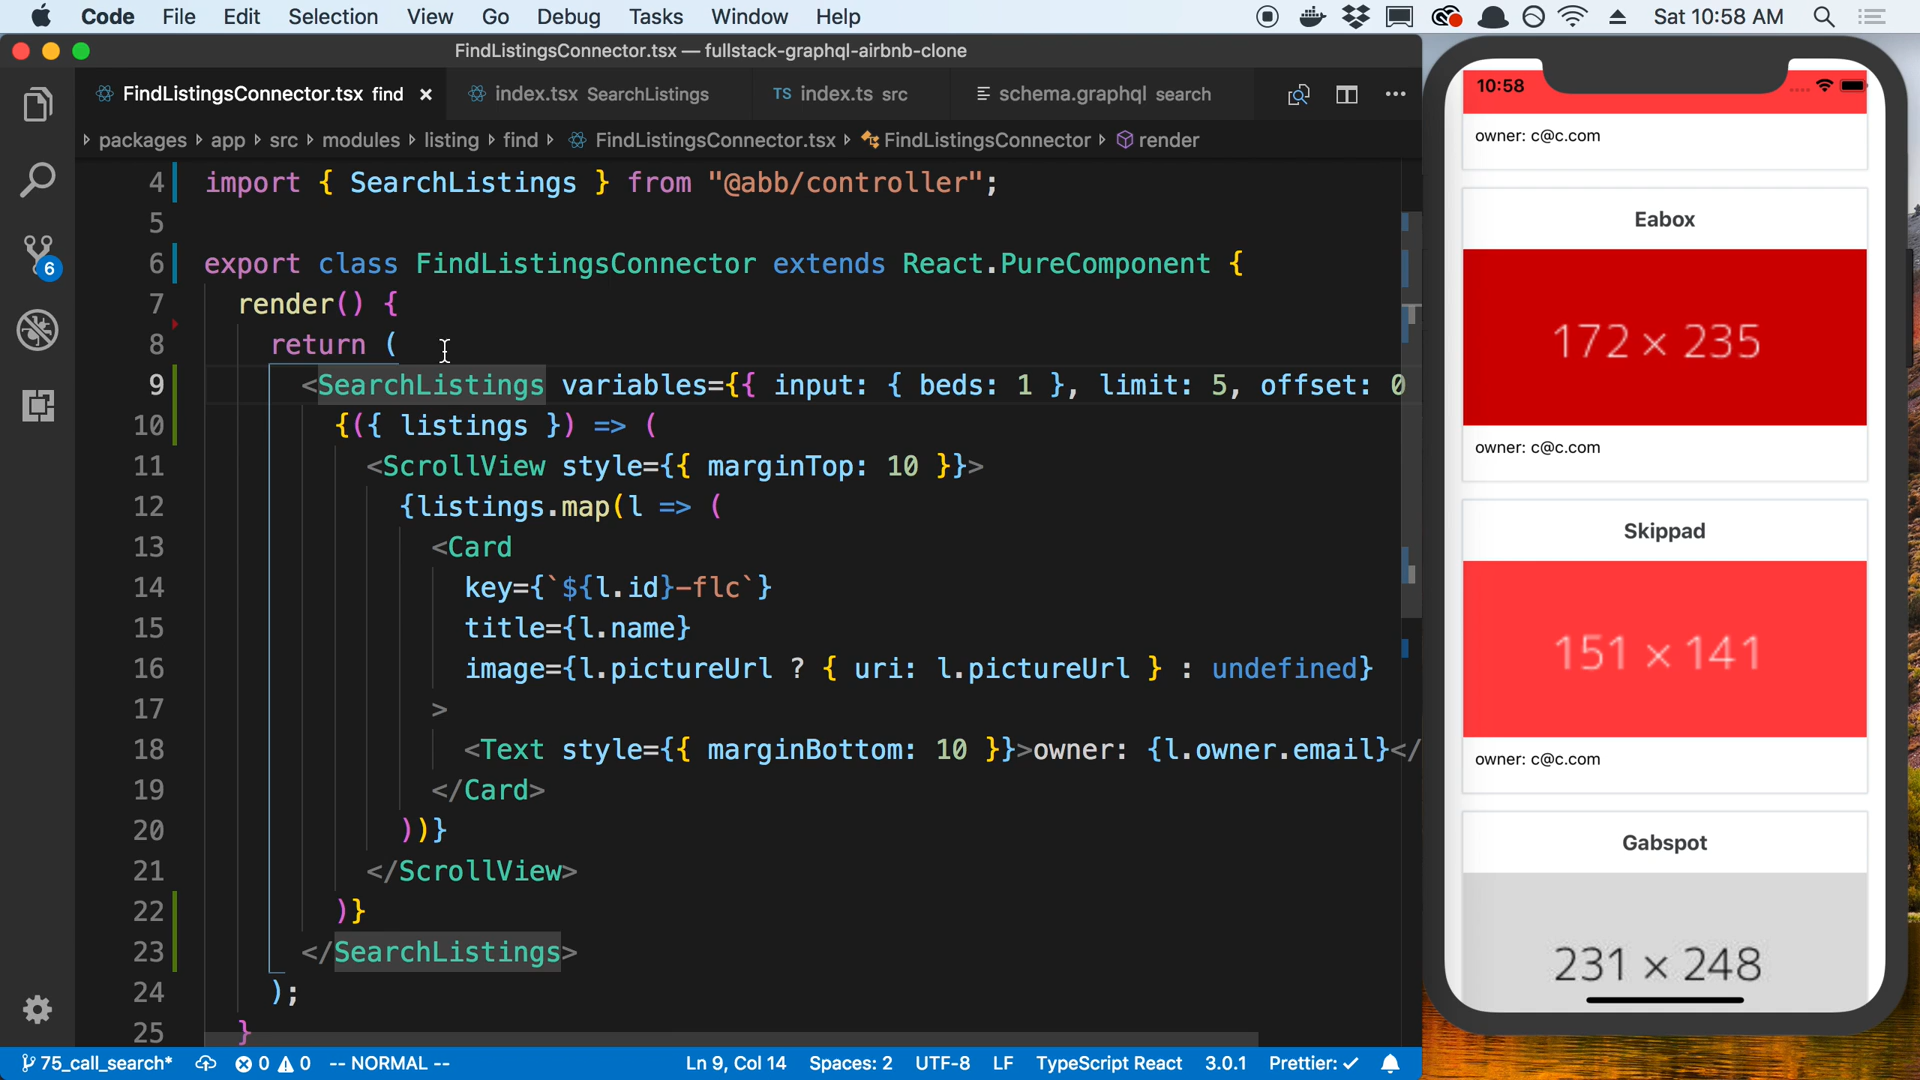 Code File Edit Selection View Go Debug Tasks Window Help Sat 10:58 AM
FindListingsConnector.tsx — fullstack-graphql-airbnb-clone
FindListingsConnector.tsx find × index.tsx SearchListings TS index.ts src schema.graphql search
packages app src modules listing find FindListingsConnector.tsx FindListingsConnector render
4 import { SearchListings } from "@abb/controller";
5
6 export class FindListingsConnector extends React.PureComponent {
7 render() {
8 return (
9 <SearchListings variables={{ input: { beds: 1 }, limit: 5, offset: 0
10 {({ listings }) => (
11 <ScrollView style={{ marginTop: 10 }}>
12 {listings.map(l => (
13 <Card
14 key={`${l.id}-flc`}
15 title={l.name}
16 image={l.pictureUrl ? { uri: l.pictureUrl } : undefined}
17 >
18 <Text style={{ marginBottom: 10 }}>owner: {l.owner.email}</
19 </Card>
20 ))}
21 </ScrollView>
22 )}
23 </SearchListings>
24 );
25 }
6
75_call_search* 0 0 -- NORMAL -- Ln 9, Col 14 Spaces: 2 UTF-8 LF TypeScript React 3.0.1 Prettier: ✓
10:58
owner: c@c.com
Eabox
172 × 235
owner: c@c.com
Skippad
151 × 141
owner: c@c.com
Gabspot
231 × 248